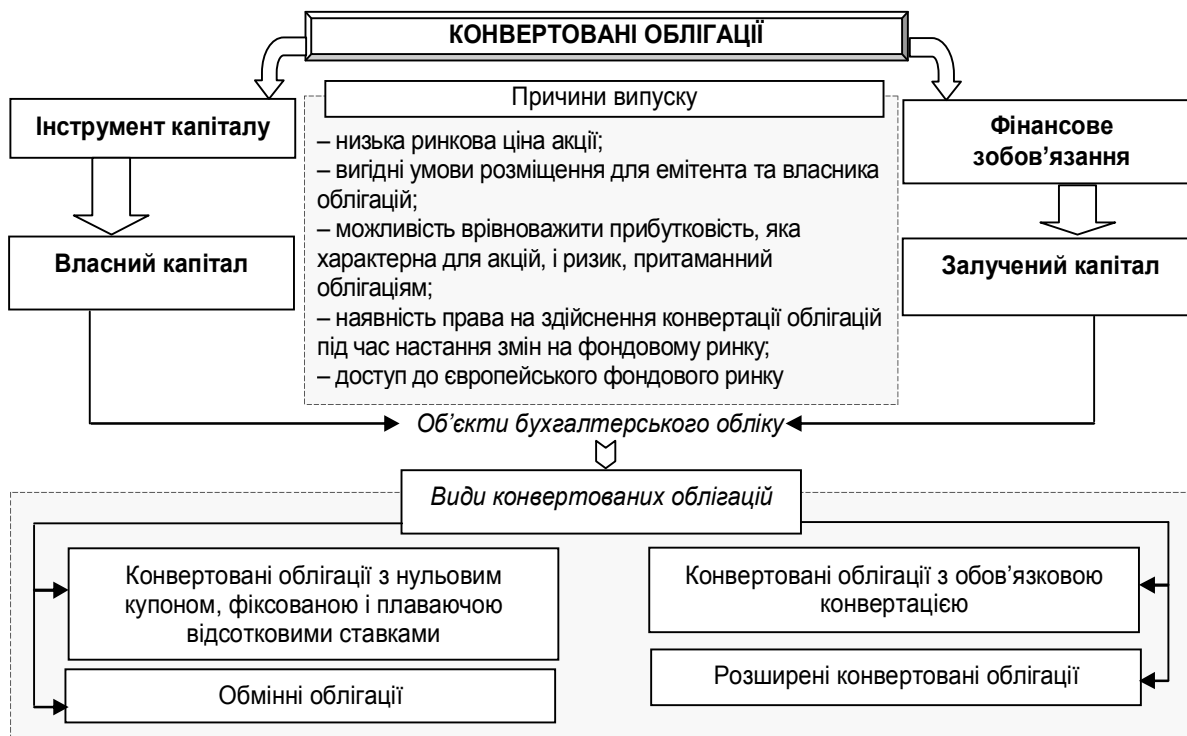 КОНВЕРТОВАНІ ОБЛІГАЦІЇ
Інструмент капіталу
Власний капітал
Причини випуску
– низька ринкова ціна акції;
– вигідні умови розміщення для емітента та власника
облігацій;
– можливість врівноважити прибутковість, яка
характерна для акцій, і ризик, притаманний
облігаціям;
– наявність права на здійснення конвертації облігацій
під час настання змін на фондовому ринку;
– доступ до європейського фондового ринку
Фінансове
зобов’язання
Залучений капітал
Об’єкти бухгалтерського обліку
Види конвертованих облігацій
Конвертовані облігації з нульовим
купоном, фіксованою і плаваючою
відсотковими ставками
Обмінні облігації
Конвертовані облігації з обов’язковою
конвертацією
Розширені конвертовані облігації